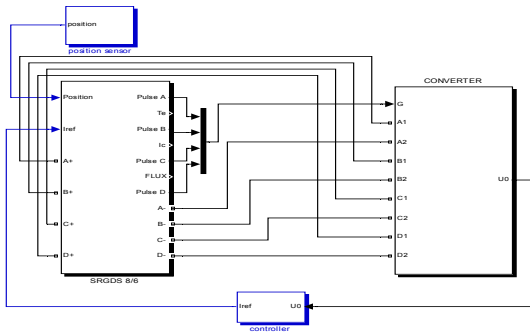 position
position sensor
CONVERTER
Position
Iref
A+
B+
C+
D+
Pulse A
Te
Pulse B
Ic
Pulse C
FLUX
Pulse D
A-
B-
C-
D-
SRGDS 8/6
G
A1
A2
B1
B2
C1
C2
D1
D2
U0
Iref
U0
controller